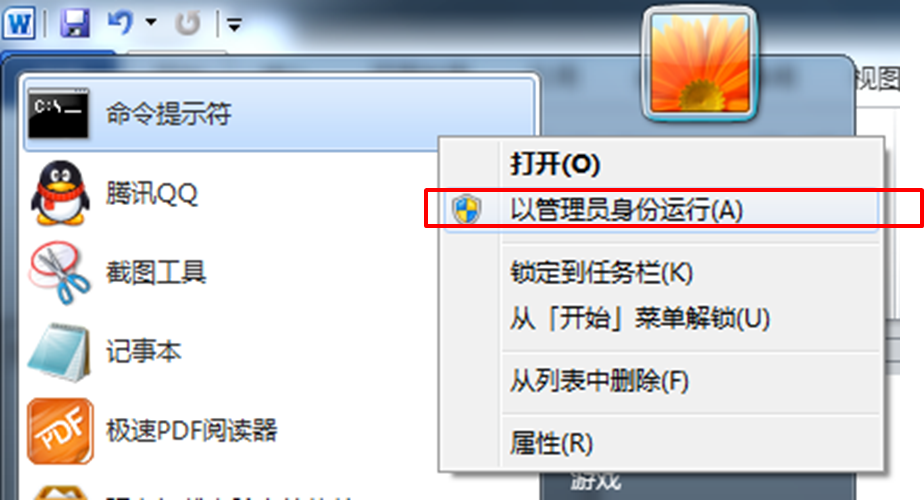 视图
C:\
命令提示符
打开(O)
以管理员身份运行(A)
腾讯QQ
锁定到任务栏(K)
截图工具
从「开始」菜单解锁(U)
记事本
从列表中删除(F)
PDF
极速PDF阅读器
属性(R)
游戏